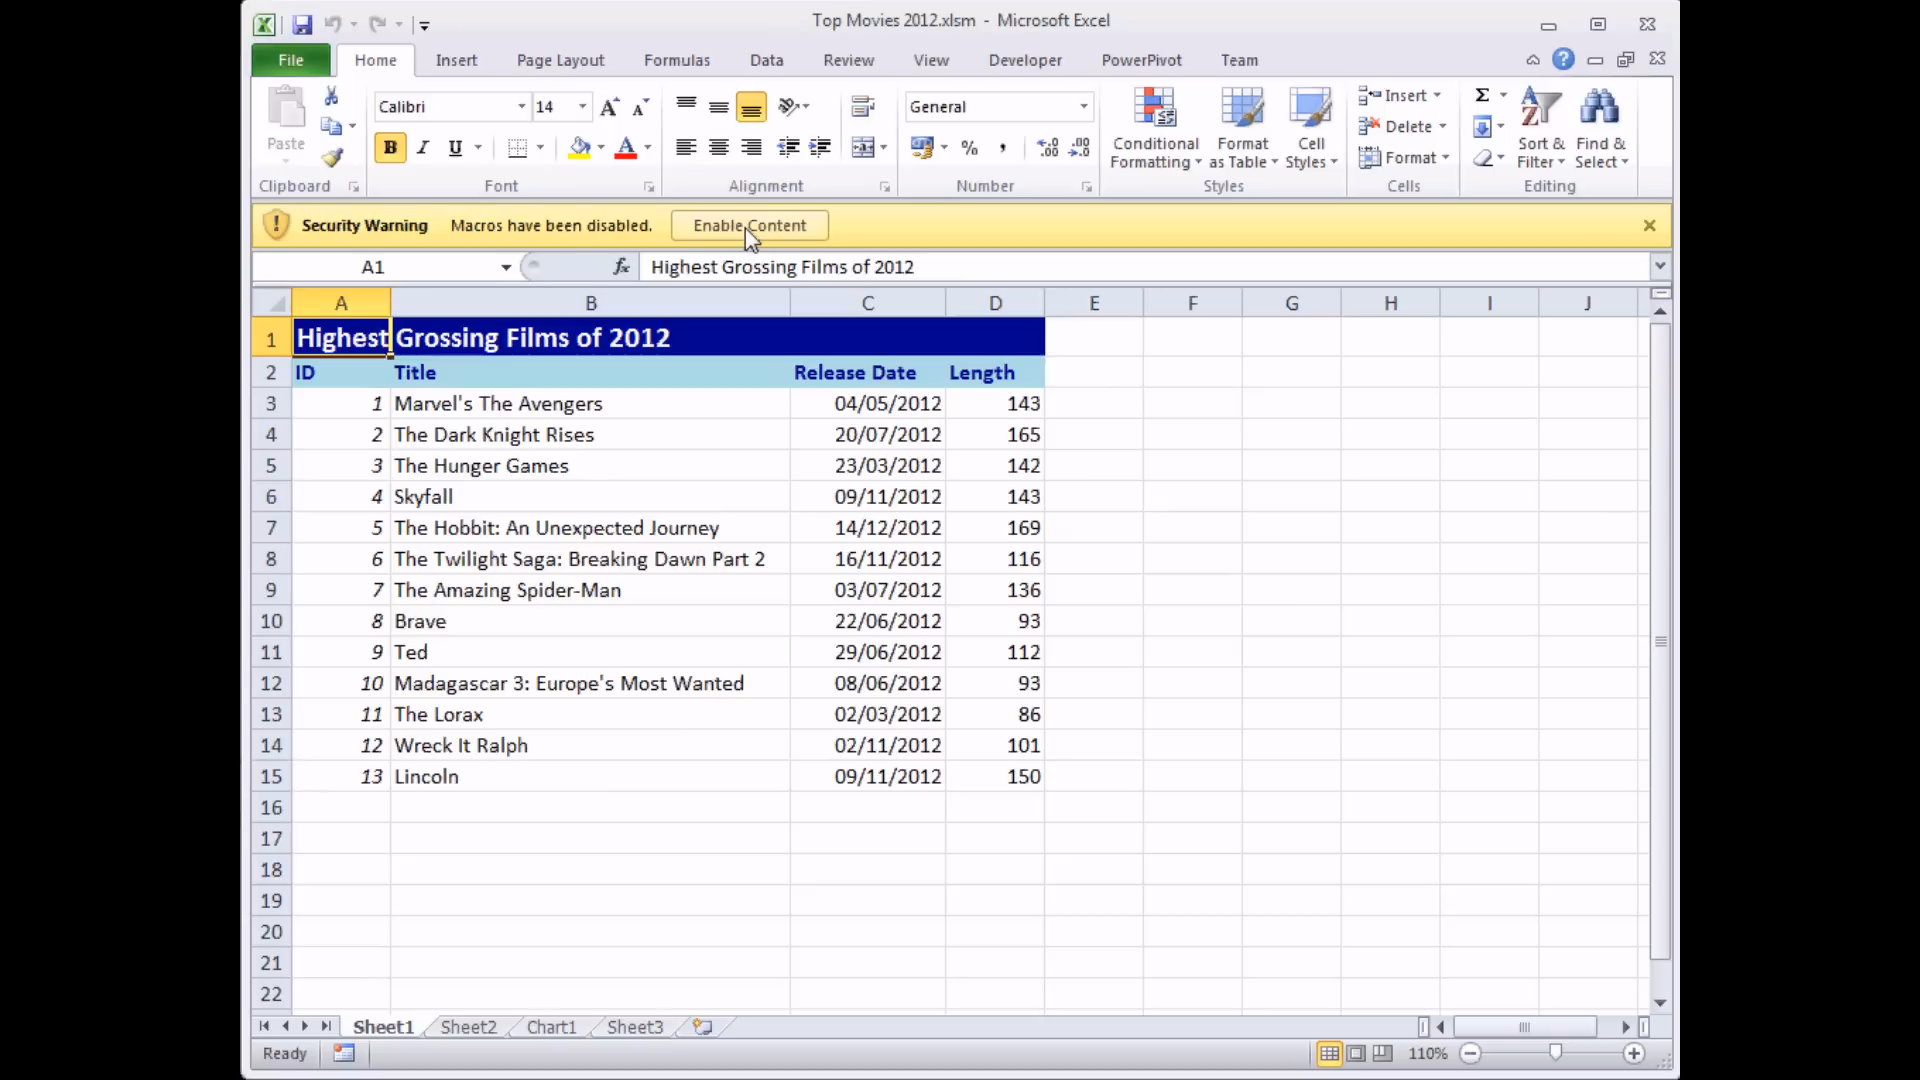 Top Movies 2012.xlsm - Microsoft Excel
File Home Insert Page Layout Formulas Data Review View Developer PowerPivot Team
Paste
Calibri 14
General
B I U
Conditional Formatting
Format as Table
Cell Styles
Insert
Delete
Format
Sort & Filter
Find & Select
Clipboard Font Alignment Number Styles Cells Editing
Security Warning Macros have been disabled. Enable Content
A1 fx Highest Grossing Films of 2012
A B C D E F G H I J
1 Highest Grossing Films of 2012
2 ID Title Release Date Length
3 1 Marvel's The Avengers 04/05/2012 143
4 2 The Dark Knight Rises 20/07/2012 165
5 3 The Hunger Games 23/03/2012 142
6 4 Skyfall 09/11/2012 143
7 5 The Hobbit: An Unexpected Journey 14/12/2012 169
8 6 The Twilight Saga: Breaking Dawn Part 2 16/11/2012 116
9 7 The Amazing Spider-Man 03/07/2012 136
10 8 Brave 22/06/2012 93
11 9 Ted 29/06/2012 112
12 10 Madagascar 3: Europe's Most Wanted 08/06/2012 93
13 11 The Lorax 02/03/2012 86
14 12 Wreck It Ralph 02/11/2012 101
15 13 Lincoln 09/11/2012 150
16
17
18
19
20
21
22
Sheet1 Sheet2 Chart1 Sheet3
Ready 110%